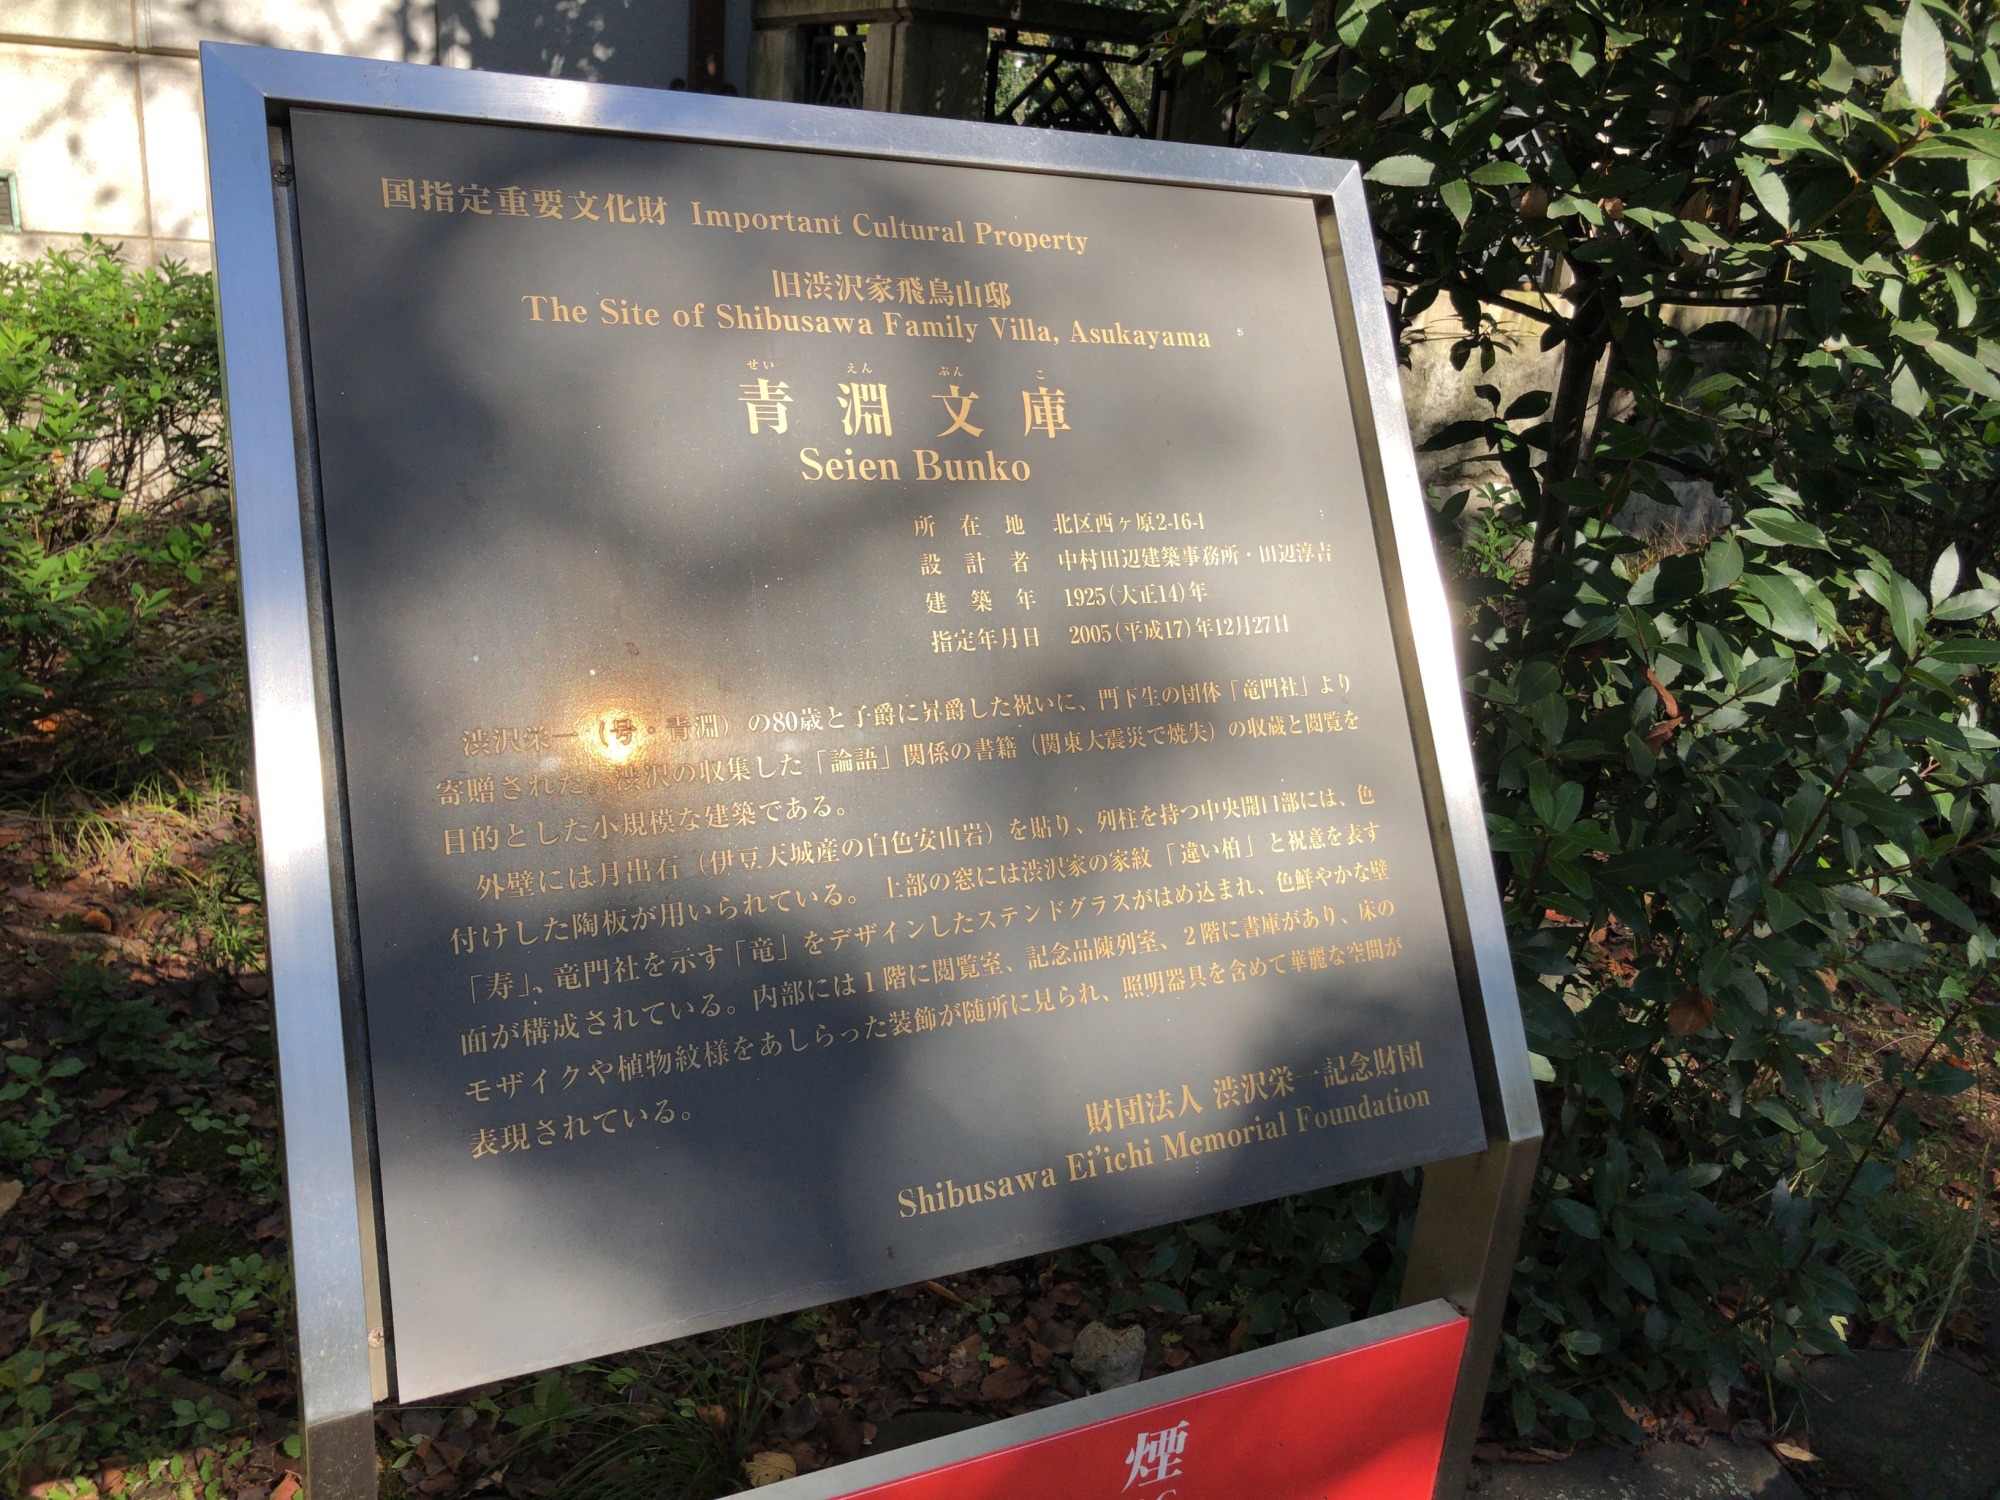 国指定重要文化財 Important Cultural Property
旧渋沢家飛鳥山邸
The Site of Shibusawa Family Villa, Asukayama
せい えん ぶん こ
青淵文庫
Seien Bunko
所在地 北区西ヶ原2-16-1
設計者 中村田辺建築事務所・田辺淳吉
建築年 1925(大正14)年
指定年月日 2005(平成17)年12月27日
渋沢栄一（号・青淵）の80歳と子爵に昇爵した祝いに、門下生の団体「竜門社」より
寄贈された。渋沢の収集した「論語」関係の書籍（関東大震災で焼失）の収蔵と閲覧を
目的とした小規模な建築である。
外壁には月出石（伊豆天城産の白色安山岩）を貼り、列柱を持つ中央開口部には、色
付けした陶板が用いられている。上部の窓には渋沢家の家紋「違い柏」と祝意を表す
「寿」、竜門社を示す「竜」をデザインしたステンドグラスがはめ込まれ、色鮮やかな壁
面が構成されている。内部には1階に閲覧室、記念品陳列室、2階に書庫があり、床の
モザイクや植物紋様をあしらった装飾が随所に見られ、照明器具を含めて華麗な空間が
表現されている。
財団法人 渋沢栄一記念財団
Shibusawa Ei'ichi Memorial Foundation
煙